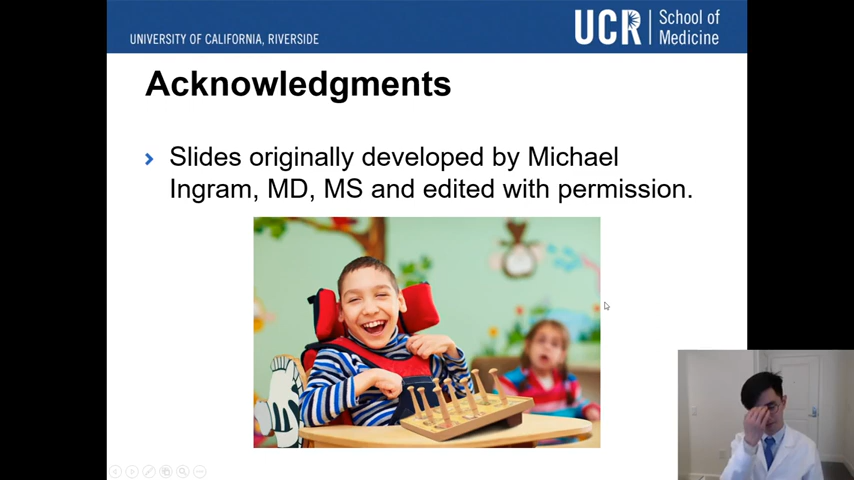 UNIVERSITY OF CALIFORNIA, RIVERSIDE
UCR School of
Medicine
Acknowledgments
Slides originally developed by Michael
Ingram, MD, MS and edited with permission.